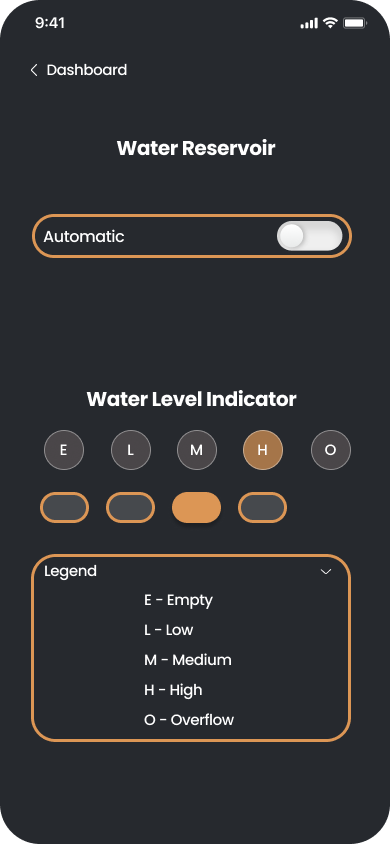 9:41
Dashboard
Water Reservoir
Automatic
Water Level Indicator
E L M H O
Legend
E - Empty
L - Low
M - Medium
H - High
O - Overflow